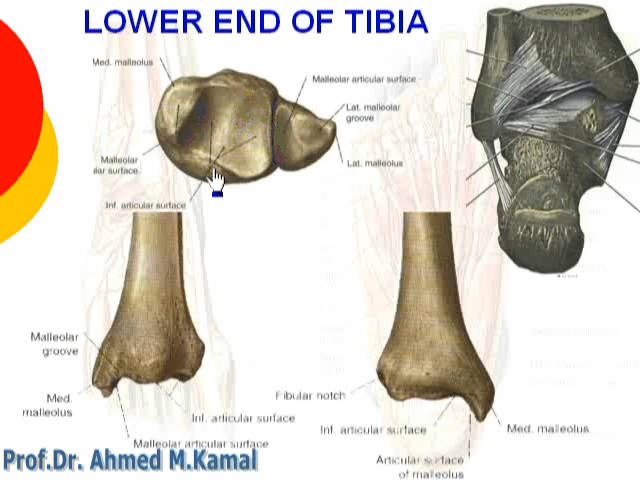 LOWER END OF TIBIA
Med. malleolus
Malleolar articular surface
Lat. malleolar
groove
Malleolar
lar surface
Lat. malleolus
Inf. articular surface
Malleolar
groove
Med.
malleolus
Inf. articular surface
Malleolar articular surface
Fibular notch
Inf. articular surface
Med. malleolus
Articular surface
of malleolus
Prof.Dr. Ahmed M.Kamal